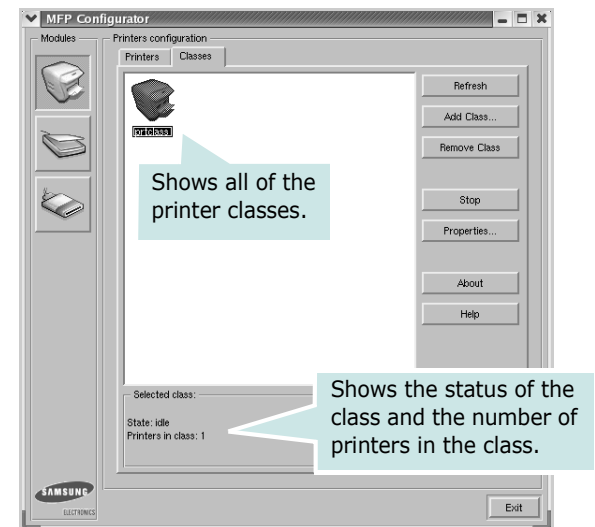 MFP Configurator
Modules
Printers configuration
Printers
Classes
prtclass
Refresh
Add Class...
Remove Class
Stop
Properties...
About
Help
Shows all of the
printer classes.
Selected class:
State: idle
Printers in class: 1
Shows the status of the
class and the number of
printers in the class.
SAMSUNG
ELECTRONICS
Exit